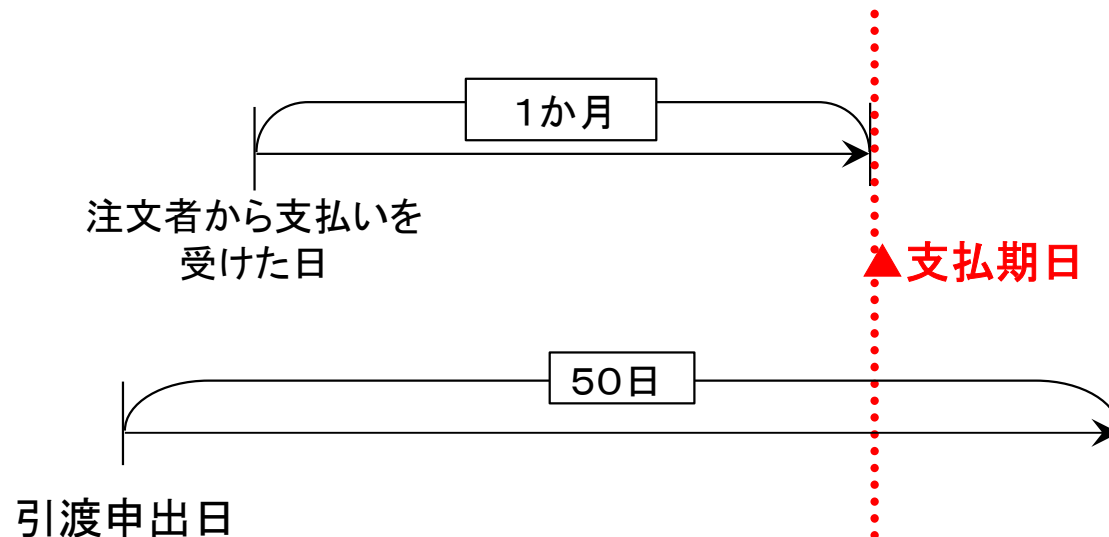 １か月
注文者から支払いを
受けた日
▲支払期日
５０日
引渡申出日